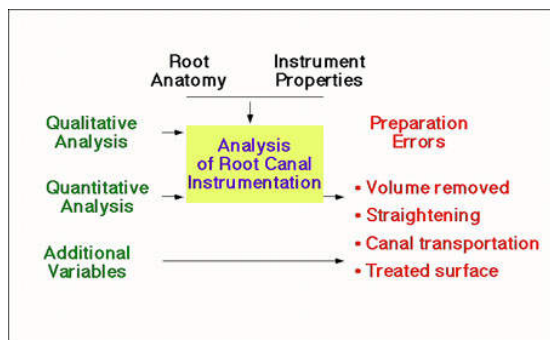 Root
Anatomy
Instrument
Properties
Qualitative
Analysis
Analysis
of Root Canal
Instrumentation
Preparation
Errors
Quantitative
Analysis
• Volume removed
• Straightening
• Canal transportation
• Treated surface
Additional
Variables